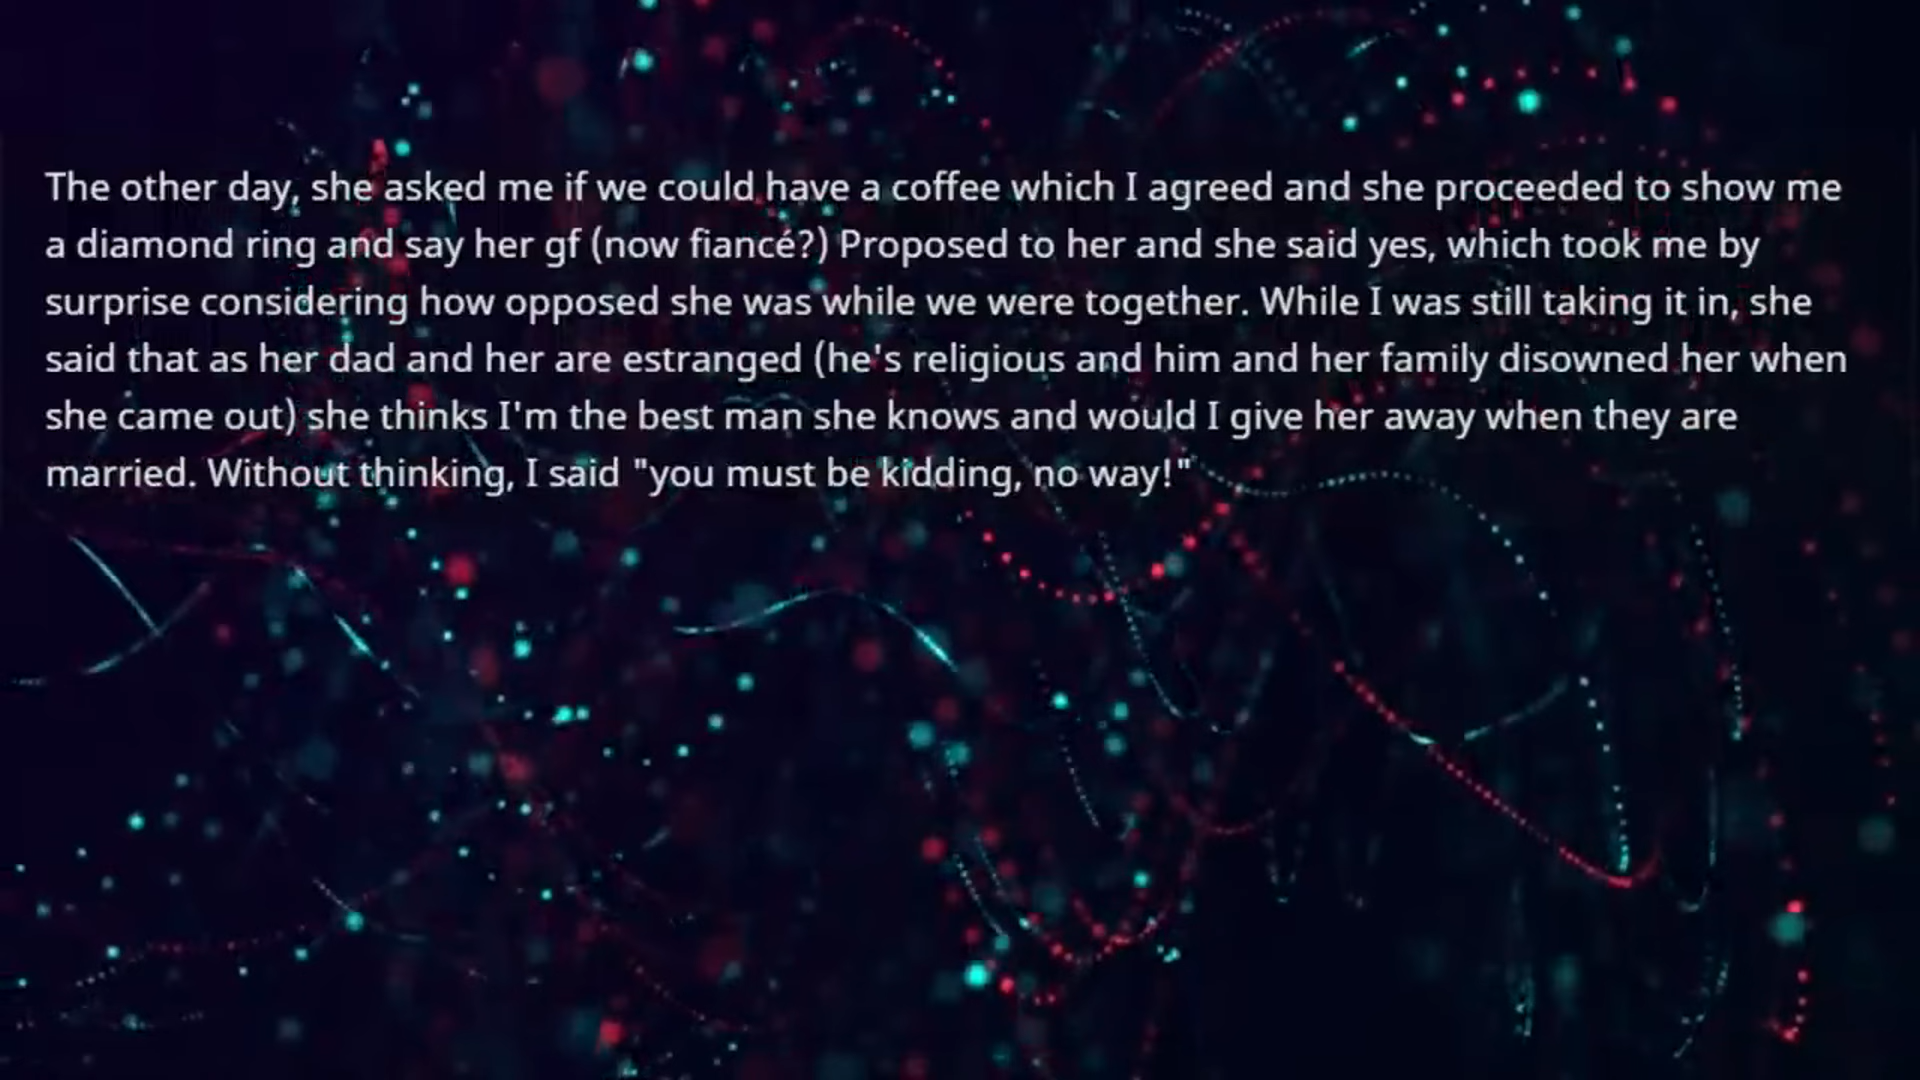 The other day, she asked me if we could have a coffee which I agreed and she proceeded to show me
a diamond ring and say her gf (now fiancé?) Proposed to her and she said yes, which took me by
surprise considering how opposed she was while we were together. While I was still taking it in, she
said that as her dad and her are estranged (he's religious and him and her family disowned her when
she came out) she thinks I'm the best man she knows and would I give her away when they are
married. Without thinking, I said "you must be kidding, no way!"